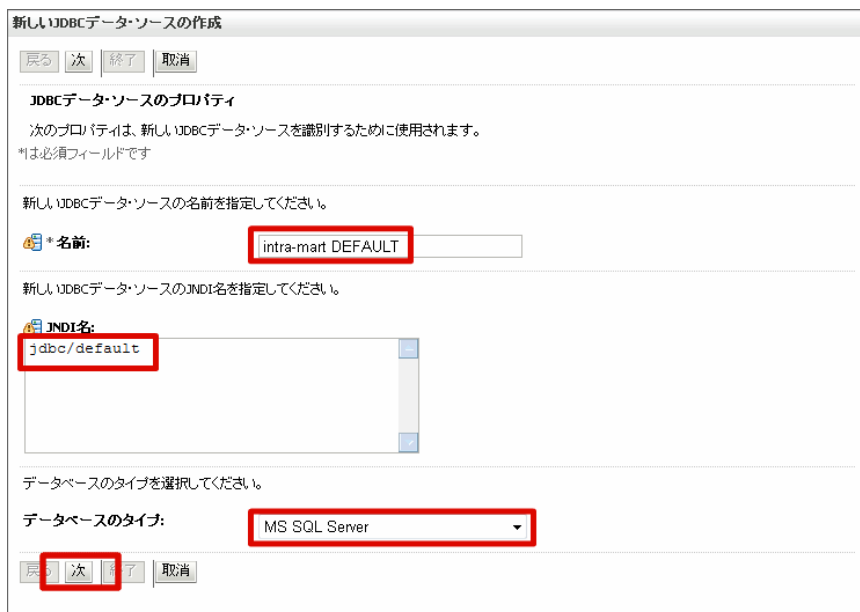 新しいJDBCデータ・ソースの作成
戻る 次 終了 取消
JDBCデータ・ソースのプロパティ
次のプロパティは、新しいJDBCデータ・ソースを識別するために使用されます。
*は必須フィールドです
新しいJDBCデータ・ソースの名前を指定してください。
* 名前: intra-mart DEFAULT
新しいJDBCデータ・ソースのJNDI名を指定してください。
JNDI名:
jdbc/default
データベースのタイプを選択してください。
データベースのタイプ: MS SQL Server
戻る 次 終了 取消